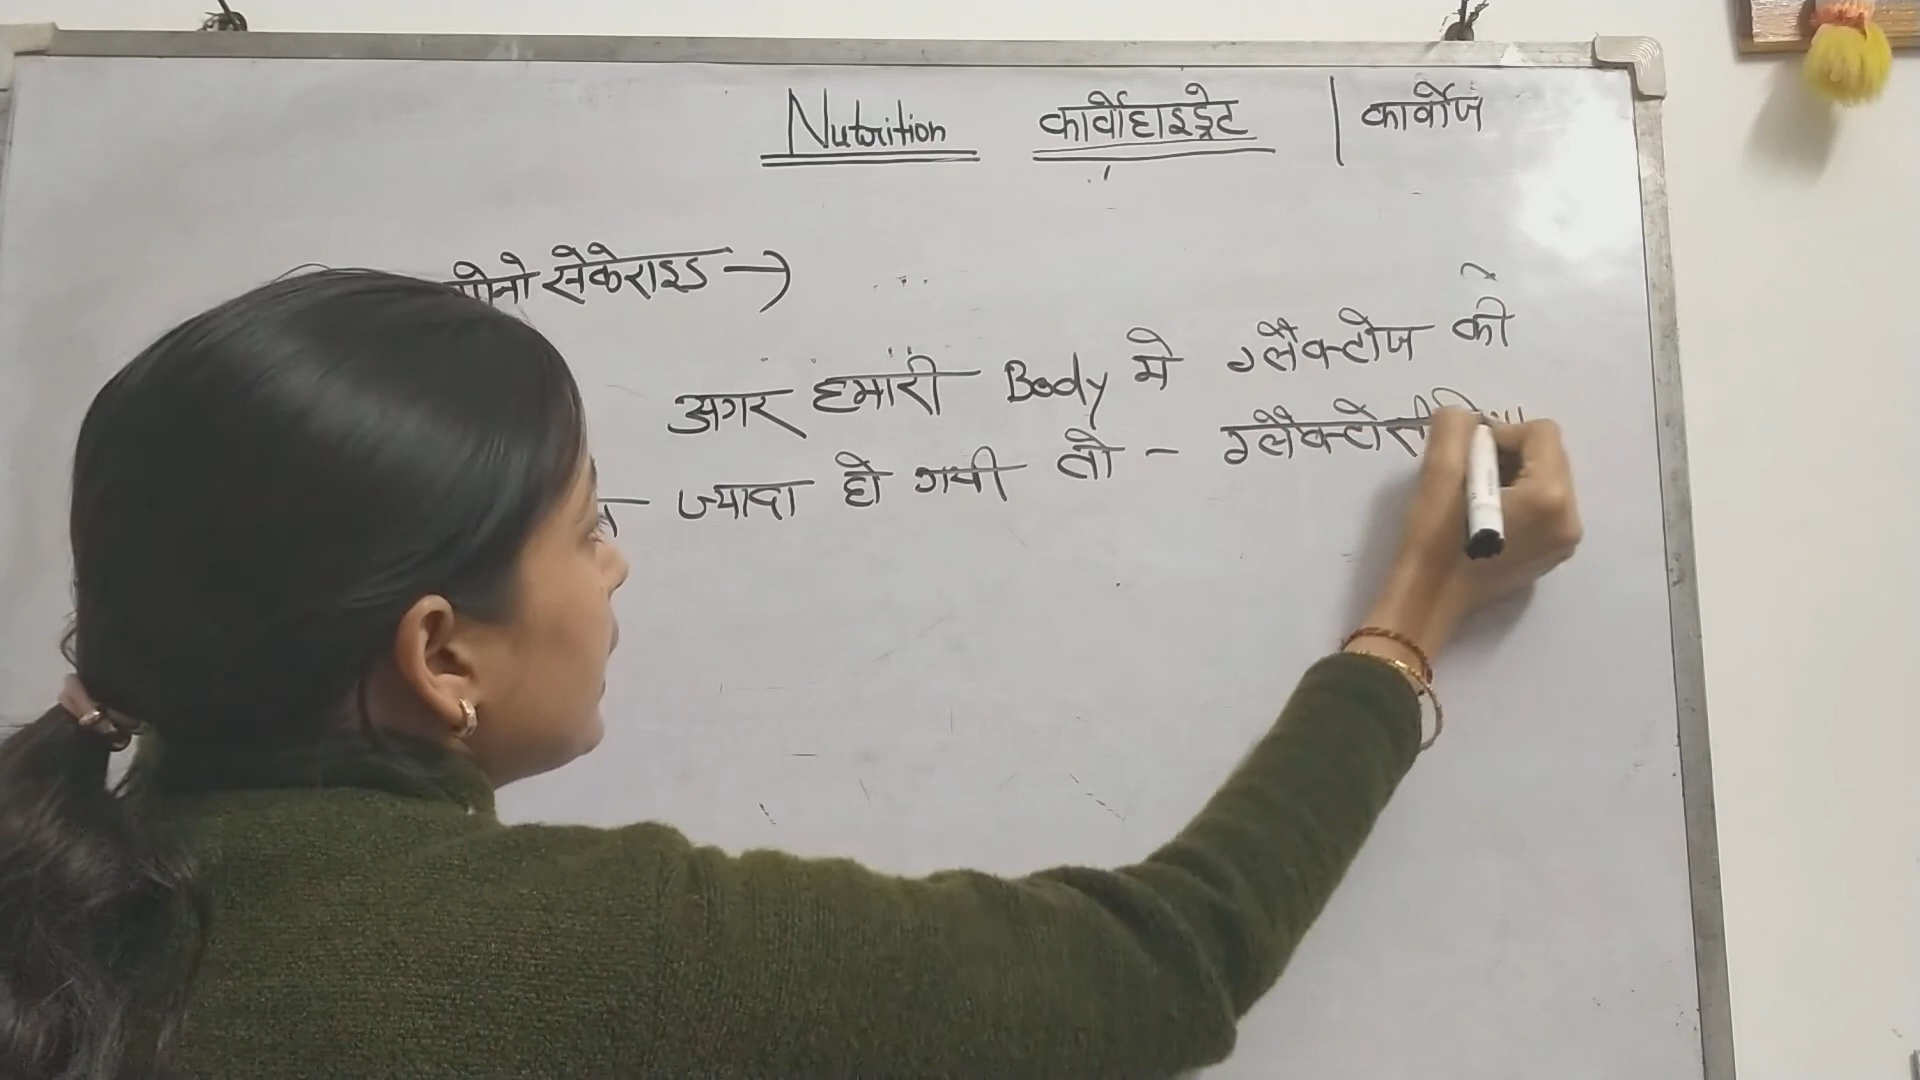 Nutrition कार्वोहाइड्रेट | कार्वोज
मोनो सेकेराइड →
अगर हमारी Body मे ग्लैक्टोज की
ज्यादा हो गयी तो -